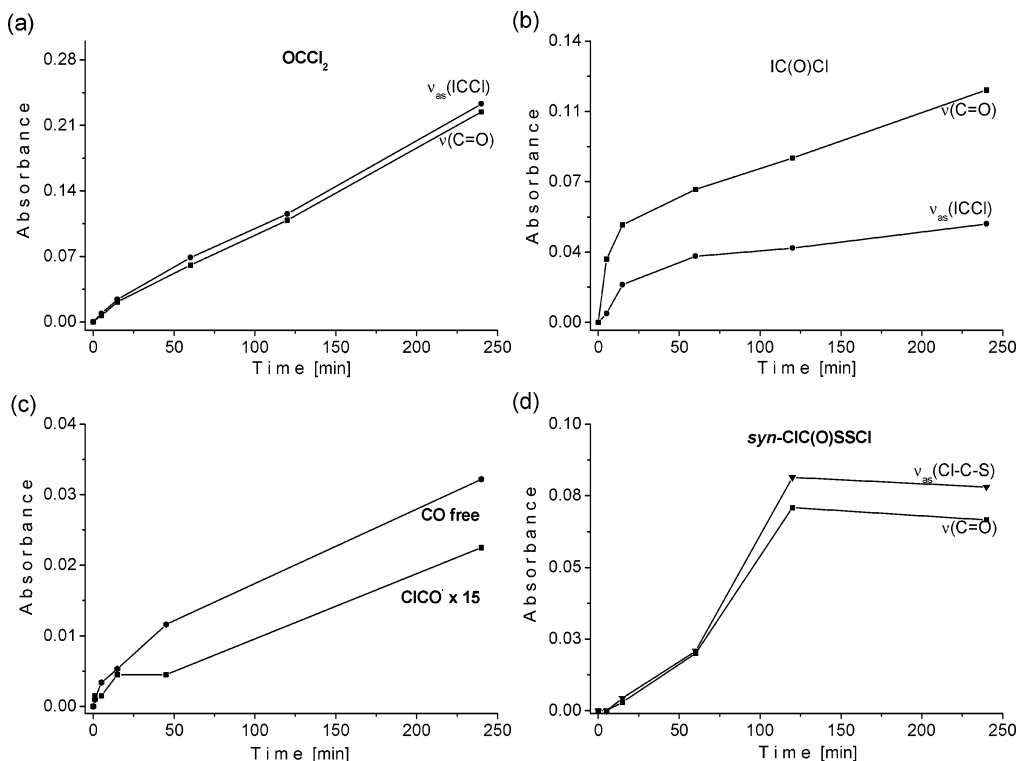 (a)
OCCl2
νas(ICCl)
ν(C=O)
Absorbance
0.28
0.21
0.14
0.07
0.00
0 50 100 150 200 250
Time [min]
(b)
IC(O)Cl
ν(C=O)
νas(ICCl)
Absorbance
0.14
0.11
0.07
0.04
0.00
0 50 100 150 200 250
Time [min]
(c)
CO free
ClCO· x 15
Absorbance
0.04
0.03
0.02
0.01
0.00
0 50 100 150 200 250
Time [min]
(d)
syn-ClC(O)SSCl
νas(Cl-C-S)
ν(C=O)
Absorbance
0.10
0.08
0.05
0.03
0.00
0 50 100 150 200 250
Time [min]